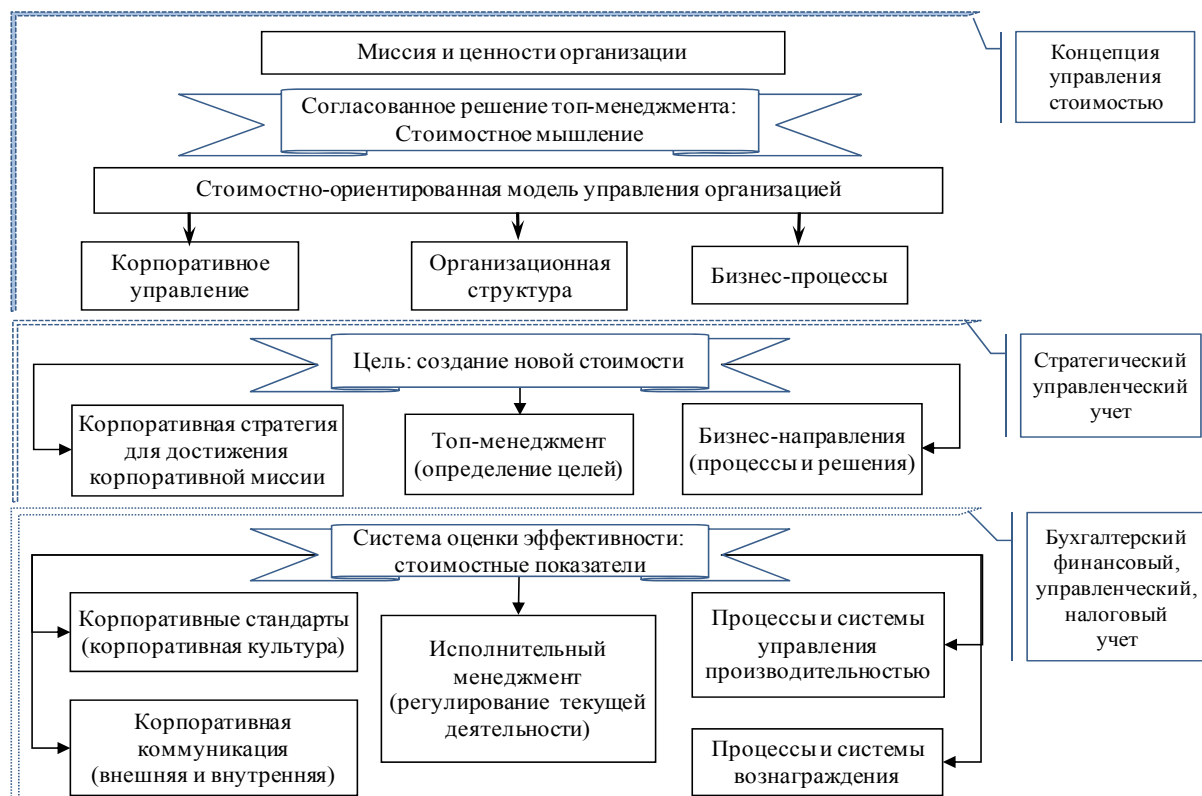 Миссия и ценности организации
Концепция
управления
стоимостью
Согласованное решение топ-менеджмента:
Стоимостное мышление
Стоимостно-ориентированная модель управления организацией
Корпоративное
управление
Организационная
структура
Бизнес-процессы
Цель: создание новой стоимости
Стратегический
управленческий
учет
Корпоративная стратегия
для достижения
корпоративной миссии
Топ-менеджмент
(определение целей)
Бизнес-направления
(процессы и решения)
Система оценки эффективности:
стоимостные показатели
Бухгалтерский
финансовый,
управленческий,
налоговый
учет
Корпоративные стандарты
(корпоративная культура)
Исполнительный
менеджмент
(регулирование текущей
деятельности)
Процессы и системы
управления
производительностью
Корпоративная
коммуникация
(внешняя и внутренняя)
Процессы и системы
вознаграждения